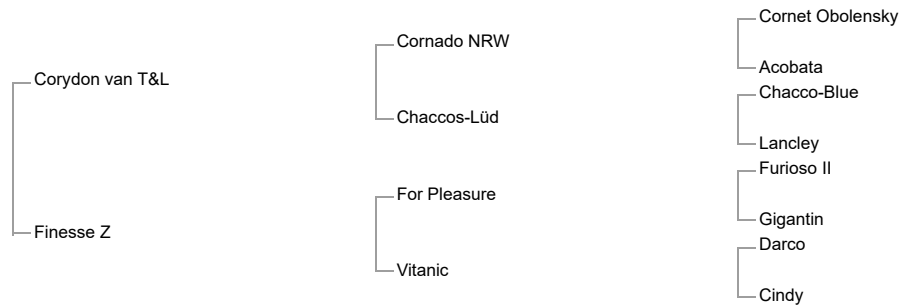 Cornet Obolensky
Cornado NRW
Acobata
Corydon van T&L
Chacco-Blue
Chaccos-Lüd
Lancley
Furioso II
For Pleasure
Gigantin
Finesse Z
Darco
Vitanic
Cindy